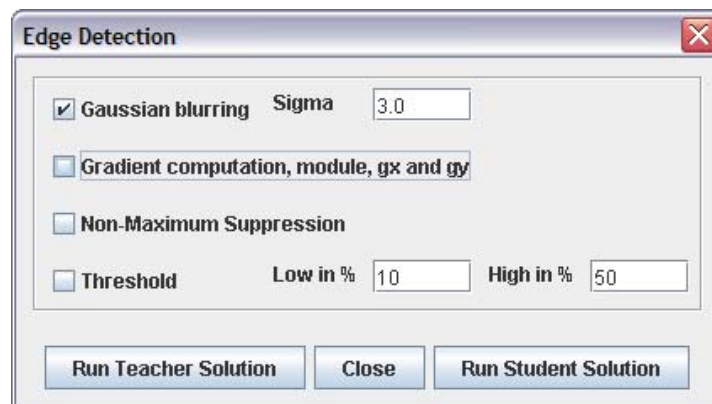 Edge Detection
Gaussian blurring Sigma 3.0
Gradient computation, module, gx and gy
Non-Maximum Suppression
Threshold Low in % 10 High in % 50
Run Teacher Solution Close Run Student Solution